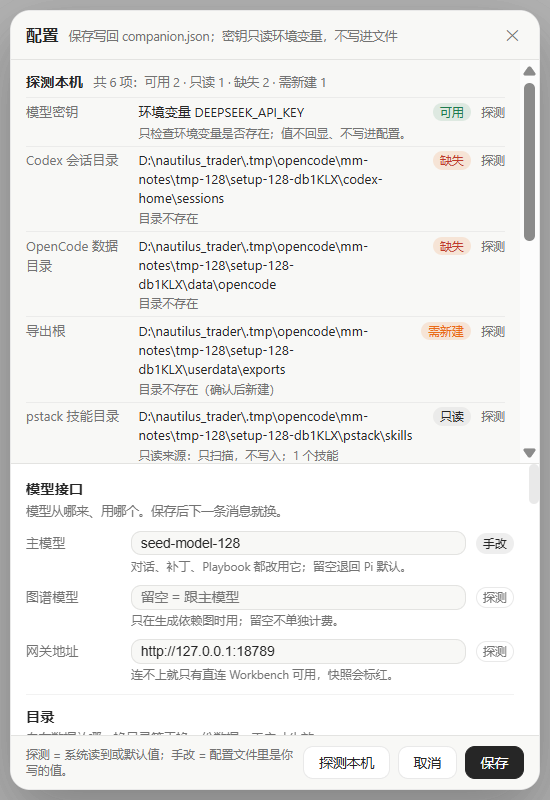 配置 保存写回 companion.json；密钥只读环境变量，不写进文件
探测本机 共 6 项：可用 2 · 只读 1 · 缺失 2 · 需新建 1
模型密钥 环境变量 DEEPSEEK_API_KEY 可用 探测
只检查环境变量是否存在；值不回显、不写进配置。
Codex 会话目录 D:\nautilus_trader\.tmp\opencode\mm- 缺失 探测
notes\tmp-128\setup-128-db1KLX\codex-
home\sessions
目录不存在
OpenCode 数据 D:\nautilus_trader\.tmp\opencode\mm- 缺失 探测
目录 notes\tmp-128\setup-128-
db1KLX\data\opencode
目录不存在
导出根 D:\nautilus_trader\.tmp\opencode\mm- 需新建 探测
notes\tmp-128\setup-128-
db1KLX\userdata\exports
目录不存在（确认后新建）
pstack 技能目录 D:\nautilus_trader\.tmp\opencode\mm- 只读 探测
notes\tmp-128\setup-128-db1KLX\pstack\skills
只读来源：只扫描，不写入；1 个技能
模型接口
模型从哪来、用哪个。保存后下一条消息就换。
主模型 seed-model-128 手改
对话、补丁、Playbook 都改用它；留空退回 Pi 默认。
图谱模型 留空 = 跟主模型 探测
只在生成依赖图时用；留空不单独计费。
网关地址 http://127.0.0.1:18789 探测
连不上就只有直连 Workbench 可用，快照会标红。
目录
探测 = 系统读到或默认值；手改 = 配置文件里是你
写的值。
探测本机 取消 保存